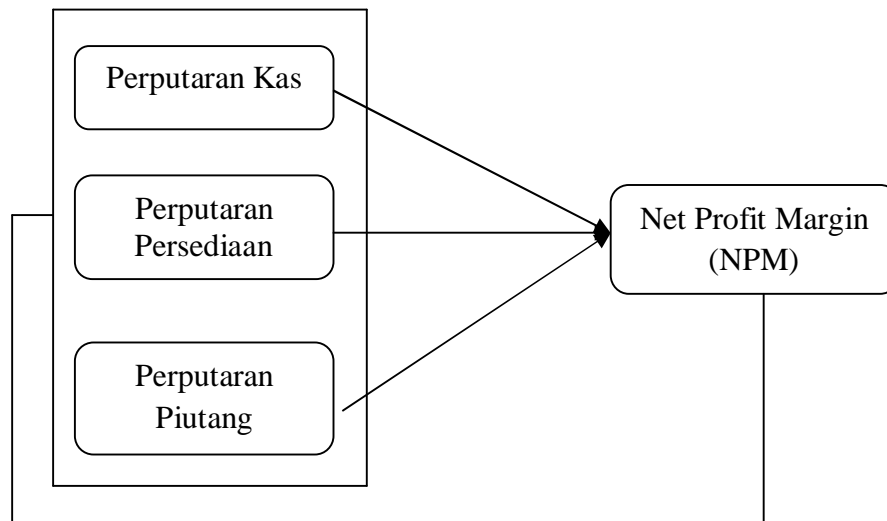 Perputaran Kas
Perputaran
Persediaan
Perputaran
Piutang
Net Profit Margin
(NPM)